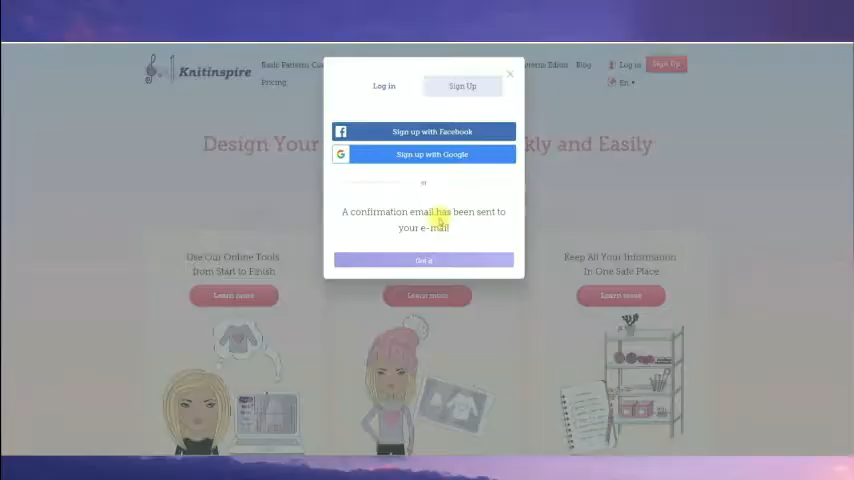 Knitinspire
Basic Patterns
Log in
Sign Up
Pricing
Blog
En
Log in
Sign Up
Design Your
kly and Easily
Sign up with Facebook
Sign up with Google
or
A confirmation email has been sent to
your e-mail
Got it
Use Our Online Tools
from Start to Finish
Keep All Your Information
In One Safe Place
Learn more
Learn more
Learn more